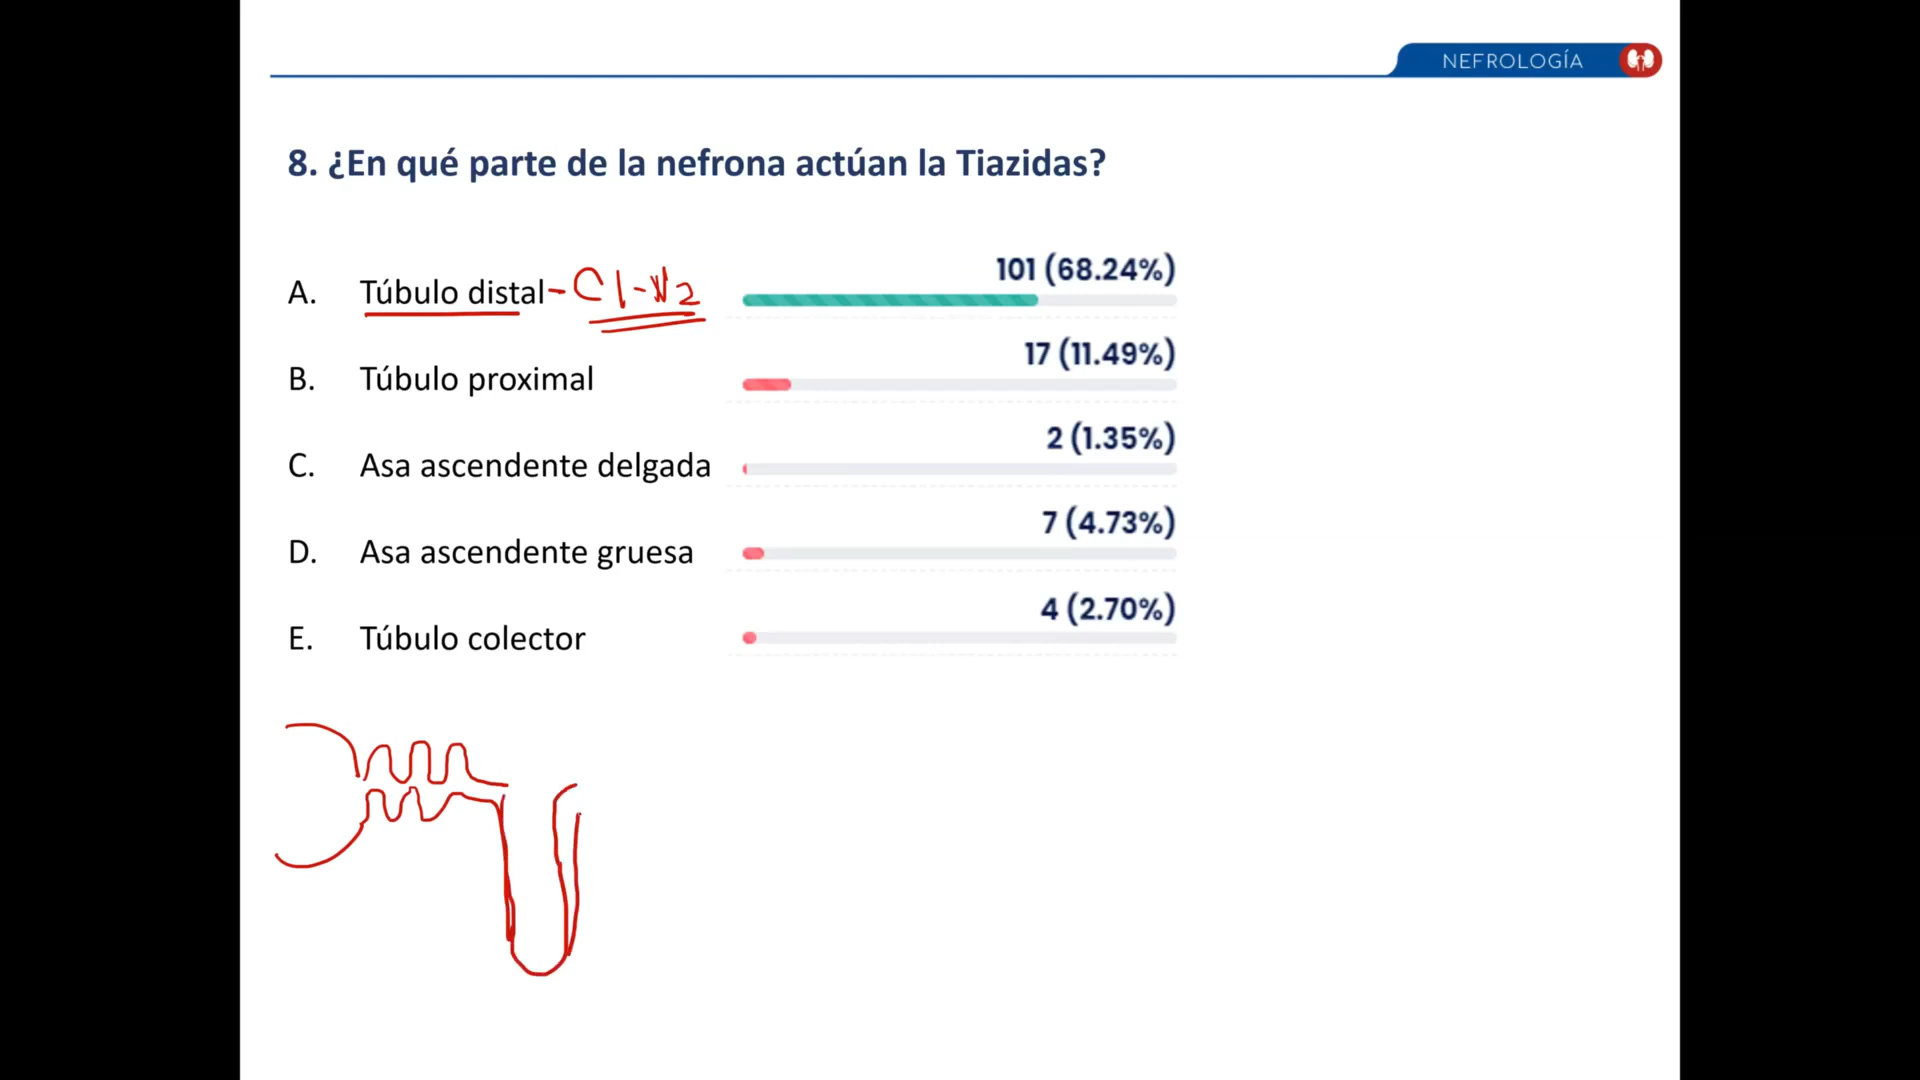 NEFROLOGÍA
8. ¿En qué parte de la nefrona actúan la Tiazidas?
A. Túbulo distal - Cl-N2 101 (68.24%)
B. Túbulo proximal 17 (11.49%)
C. Asa ascendente delgada 2 (1.35%)
D. Asa ascendente gruesa 7 (4.73%)
E. Túbulo colector 4 (2.70%)